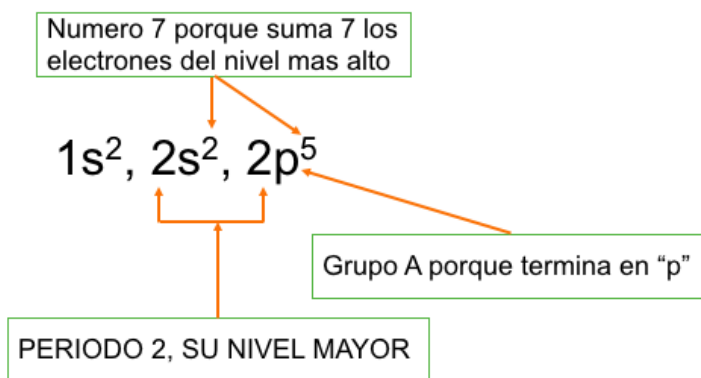 Numero 7 porque suma 7 los
electrones del nivel mas alto
1s², 2s², 2p⁵
Grupo A porque termina en “p”
PERIODO 2, SU NIVEL MAYOR